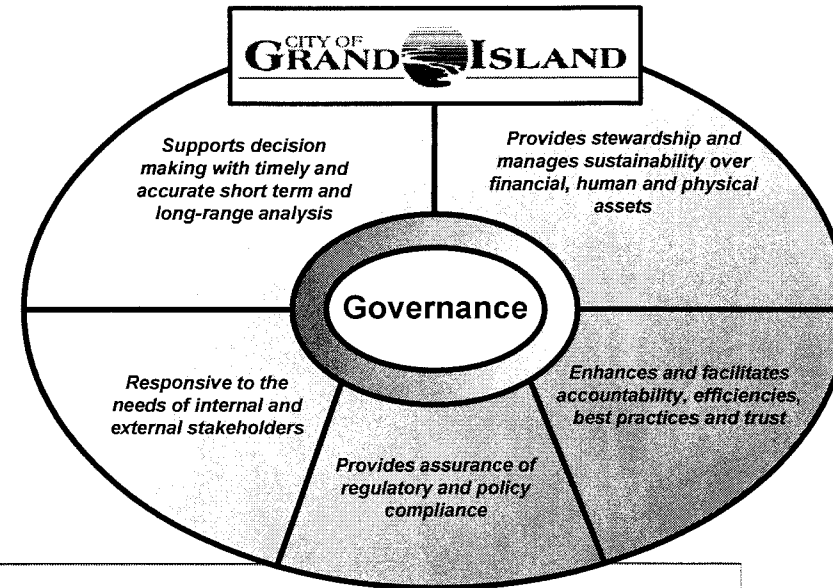 CITY OF
GRAND ISLAND
Supports decision
making with timely and
accurate short term and
long-range analysis
Provides stewardship and
manages sustainability over
financial, human and physical
assets
Governance
Responsive to the
needs of internal and
external stakeholders
Provides assurance of
regulatory and policy
compliance
Enhances and facilitates
accountability, efficiencies,
best practices and trust